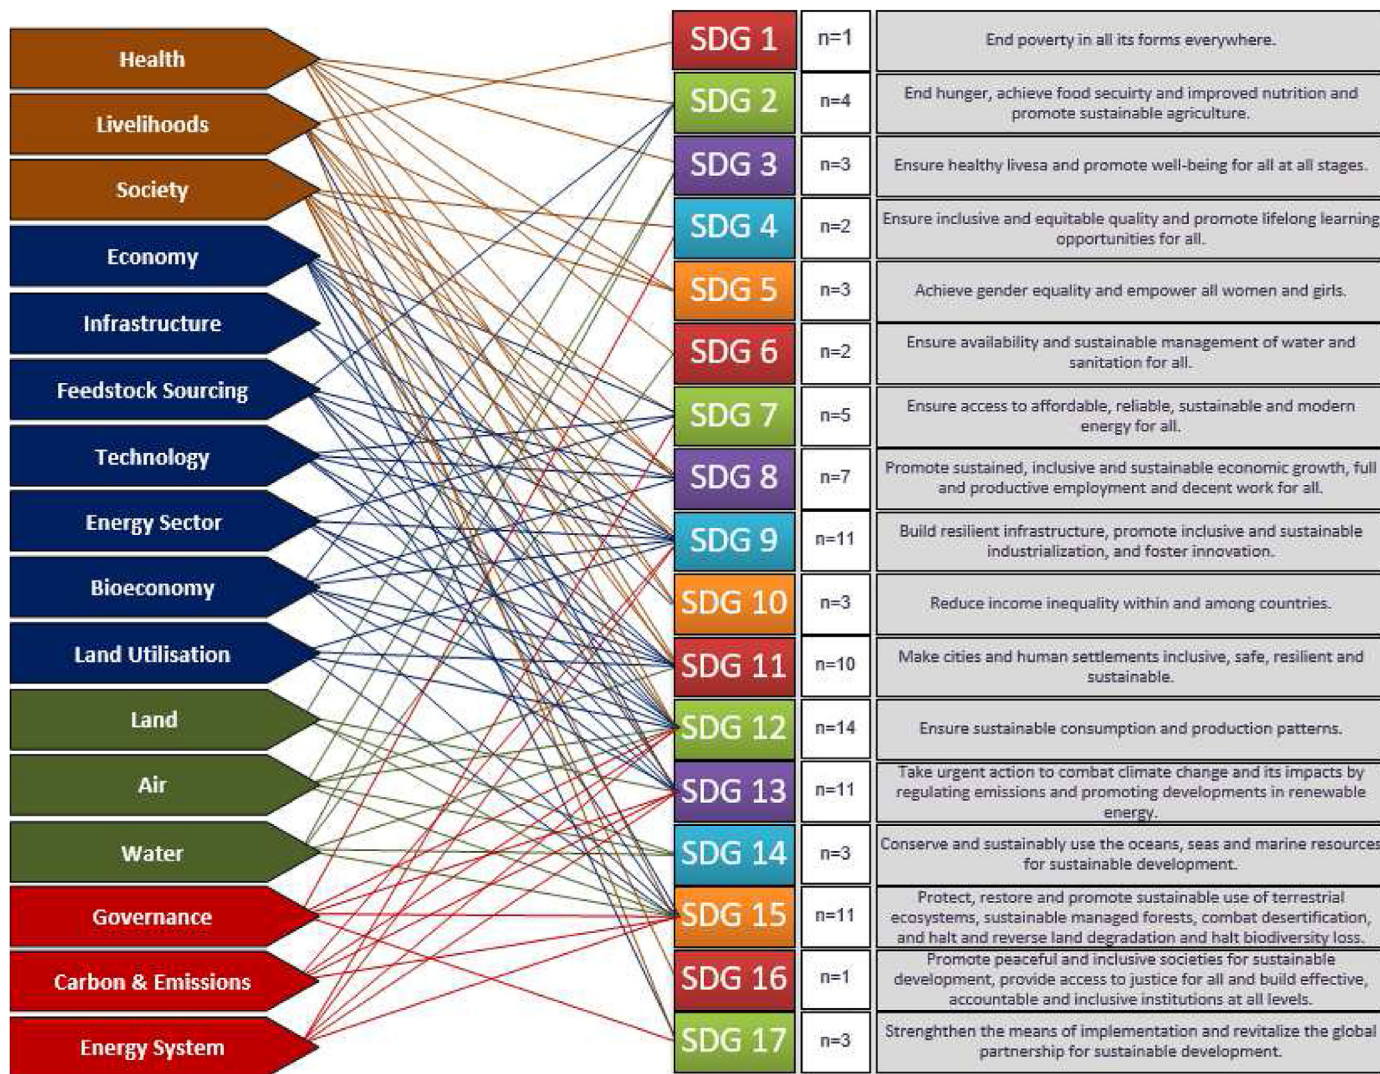 Health
Livelihoods
Society
Economy
Infrastructure
Feedstock Sourcing
Technology
Energy Sector
Bioeconomy
Land Utilisation
Land
Air
Water
Governance
Carbon & Emissions
Energy System
SDG 1
n=1
End poverty in all its forms everywhere.
SDG 2
n=4
End hunger, achieve food secuirty and improved nutrition and
promote sustainable agriculture.
SDG 3
n=3
Ensure healthy livesa and promote well-being for all at all stages.
SDG 4
n=2
Ensure inclusive and equitable quality and promote lifelong learning
opportunities for all.
SDG 5
n=3
Achieve gender equality and empower all women and girls.
SDG 6
n=2
Ensure availability and sustainable management of water and
sanitation for all.
SDG 7
n=5
Ensure access to affordable, reliable, sustainable and modern
energy for all.
SDG 8
n=7
Promote sustained, inclusive and sustainable economic growth, full
and productive employment and decent work for all.
SDG 9
n=11
Build resilient infrastructure, promote inclusive and sustainable
industrialization, and foster innovation.
SDG 10
n=3
Reduce income inequality within and among countries.
SDG 11
n=10
Make cities and human settlements inclusive, safe, resilient and
sustainable.
SDG 12
n=14
Ensure sustainable consumption and production patterns.
SDG 13
n=11
Take urgent action to combat climate change and its impacts by
regulating emissions and promoting developments in renewable
energy.
SDG 14
n=3
Conserve and sustainably use the oceans, seas and marine resources
for sustainable development.
SDG 15
n=11
Protect, restore and promote sustainable use of terrestrial
ecosystems, sustainable managed forests, combat desertification,
and halt and reverse land degradation and halt biodiversity loss.
SDG 16
n=1
Promote peaceful and inclusive societies for sustainable
development, provide access to justice for all and build effective,
accountable and inclusive institutions at all levels.
SDG 17
n=3
Strenghthen the means of implementation and revitalize the global
partnership for sustainable development.